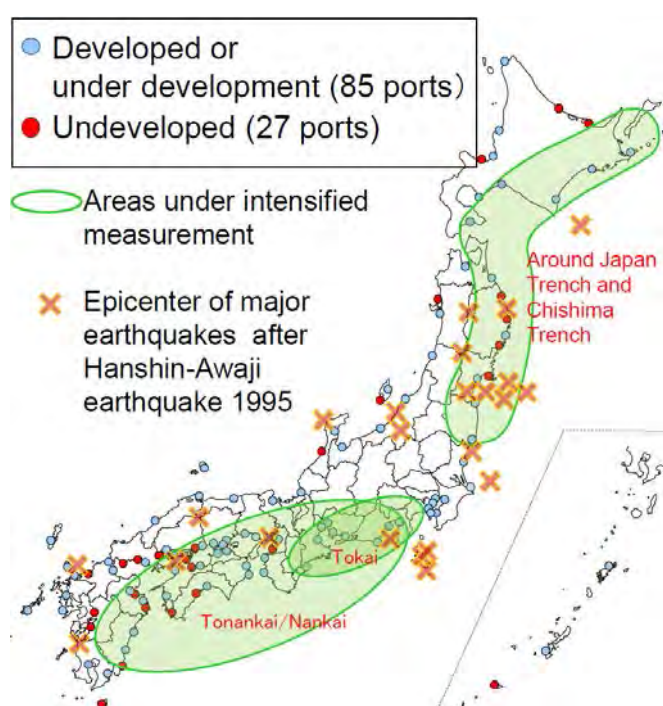 Developed or
under development (85 ports)
Undeveloped (27 ports)
Areas under intensified
measurement
Epicenter of major
earthquakes after
Hanshin-Awaji
earthquake 1995
Around Japan
Trench and
Chishima
Trench
Tokai
Tonankai/Nankai